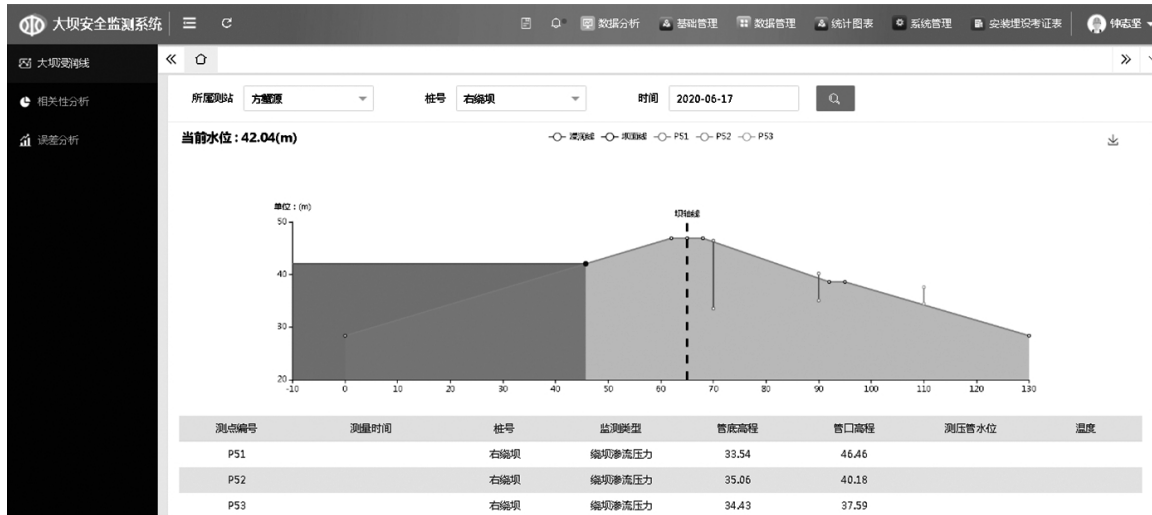 大坝安全监测系统 数据分析 基础管理 数据管理 统计图表 系统管理 安装埋设考证表 钟志坚
大坝浸润线
相关性分析
误差分析
所属测站 方蟹源 桩号 右绕坝 时间 2020-06-17
当前水位：42.04(m)
浸润线 坝顶线 P51 P52 P53
单位：(m)
坝轴线
50
40
30
20
-10 0 10 20 30 40 50 60 70 80 90 100 110 120 130
测点编号 测量时间 桩号 监测类型 管底高程 管口高程 测压管水位 温度
P51 右绕坝 绕坝渗流压力 33.54 46.46
P52 右绕坝 绕坝渗流压力 35.06 40.18
P53 右绕坝 绕坝渗流压力 34.43 37.59